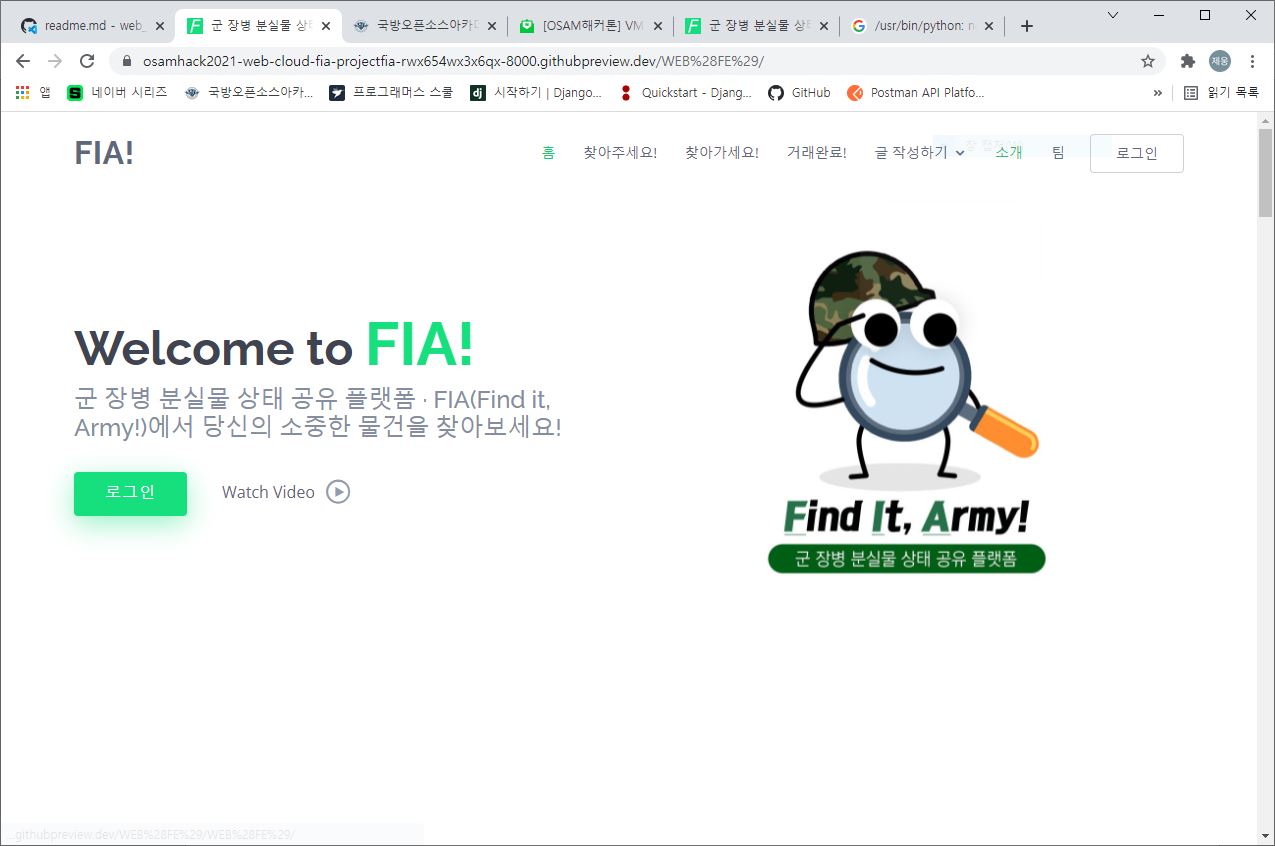 readme.md - web_
군 장병 분실물 상태
국방오픈소스아카데
[OSAM해커톤] VM
군 장병 분실물 상태
/usr/bin/python: n
osamhack2021-web-cloud-fia-projectfia-rwx654wx3x6qx-8000.githubpreview.dev/WEB%28FE%29/
제웅
앱
네이버 시리즈
국방오픈소스아카...
프로그래머스 스쿨
시작하기 | Django...
Quickstart - Djang...
GitHub
Postman API Platfo...
»
읽기 목록
FIA!
홈
찾아주세요!
찾아가세요!
거래완료!
글 작성하기
소개
팀
로그인
Welcome to FIA!
군 장병 분실물 상태 공유 플랫폼 · FIA(Find it,
Army!)에서 당신의 소중한 물건을 찾아보세요!
로그인
Watch Video
Find It, Army!
군 장병 분실물 상태 공유 플랫폼
...githubpreview.dev/WEB%28FE%29/WEB%28FE%29/